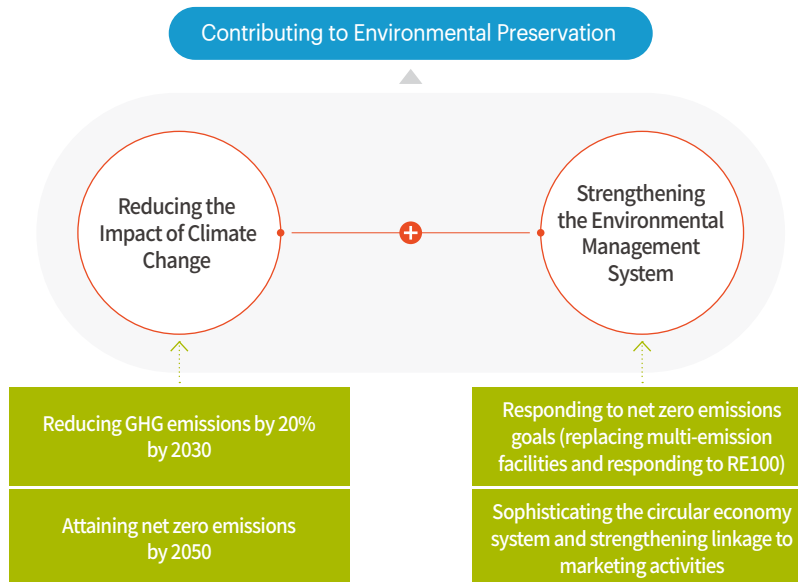 Contributing to Environmental Preservation
Reducing the
Impact of Climate
Change
Strengthening
the Environmental
Management
System
Reducing GHG emissions by 20%
by 2030
Attaining net zero emissions
by 2050
Responding to net zero emissions
goals (replacing multi-emission
facilities and responding to RE100)
Sophisticating the circular economy
system and strengthening linkage to
marketing activities